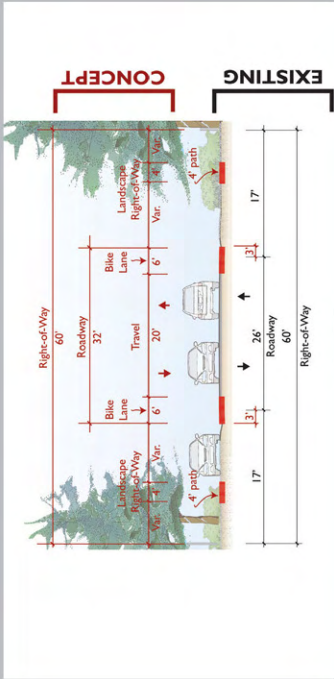 CONCEPT
Right-of-Way
60'
Roadway
32'
Landscape
Right-of-Way
Bike
Lane
Travel
Bike
Lane
Landscape
Right-of-Way
Var. 4' Var. 6' 20' 6' Var. 4' Var.
EXISTING
4' path
4' path
17" 3' 26' 3' 17'
Roadway
60'
Right-of-Way